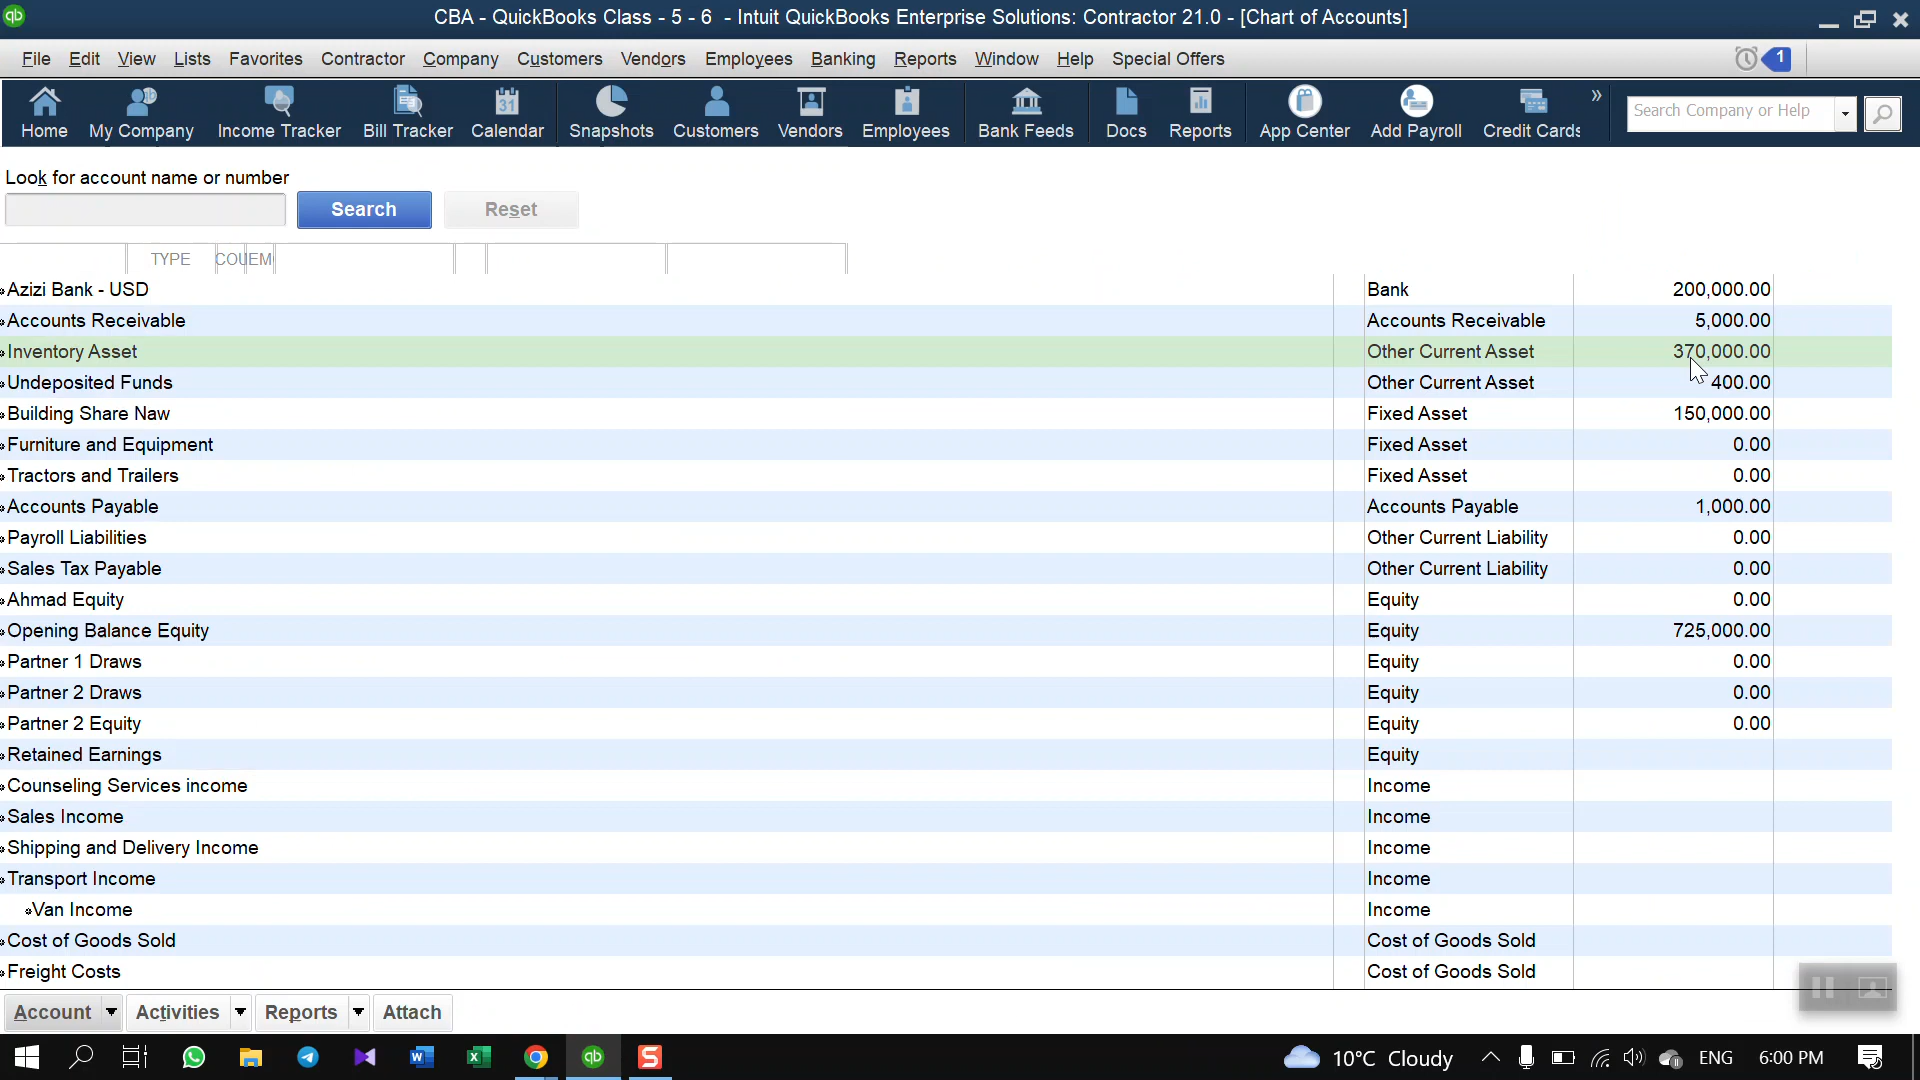 CBA - QuickBooks Class - 5 - 6 - Intuit QuickBooks Enterprise Solutions: Contractor 21.0 - [Chart of Accounts]
File Edit View Lists Favorites Contractor Company Customers Vendors Employees Banking Reports Window Help Special Offers 1
Home My Company Income Tracker Bill Tracker Calendar Snapshots Customers Vendors Employees Bank Feeds Docs Reports App Center Add Payroll Credit Cards » Search Company or Help
Look for account name or number
Search Reset
TYPE COU EM
Azizi Bank - USD Bank 200,000.00
Accounts Receivable Accounts Receivable 5,000.00
Inventory Asset Other Current Asset 370,000.00
Undeposited Funds Other Current Asset 400.00
Building Share Naw Fixed Asset 150,000.00
Furniture and Equipment Fixed Asset 0.00
Tractors and Trailers Fixed Asset 0.00
Accounts Payable Accounts Payable 1,000.00
Payroll Liabilities Other Current Liability 0.00
Sales Tax Payable Other Current Liability 0.00
Ahmad Equity Equity 0.00
Opening Balance Equity Equity 725,000.00
Partner 1 Draws Equity 0.00
Partner 2 Draws Equity 0.00
Partner 2 Equity Equity 0.00
Retained Earnings Equity
Counseling Services income Income
Sales Income Income
Shipping and Delivery Income Income
Transport Income Income
Van Income Income
Cost of Goods Sold Cost of Goods Sold
Freight Costs Cost of Goods Sold
Account Activities Reports Attach
10°C Cloudy ENG 6:00 PM